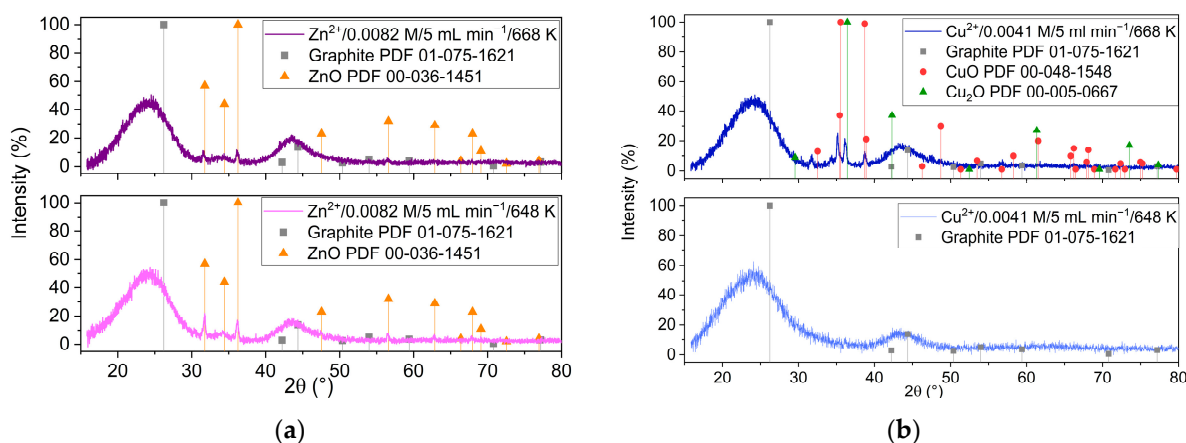 Zn²⁺/0.0082 M/5 mL min⁻¹/668 K
Graphite PDF 01-075-1621
ZnO PDF 00-036-1451
100
80
60
40
20
0
Zn²⁺/0.0082 M/5 mL min⁻¹/648 K
Graphite PDF 01-075-1621
ZnO PDF 00-036-1451
100
80
60
40
20
0
Intensity (%)
20 30 40 50 60 70 80
2θ (°)
(a)
Cu²⁺/0.0041 M/5 ml min⁻¹/668 K
Graphite PDF 01-075-1621
CuO PDF 00-048-1548
Cu₂O PDF 00-005-0667
100
80
60
40
20
0
Cu²⁺/0.0041 M/5 mL min⁻¹/648 K
Graphite PDF 01-075-1621
100
80
60
40
20
0
Intensity (%)
20 30 40 50 60 70 80
2θ (°)
(b)